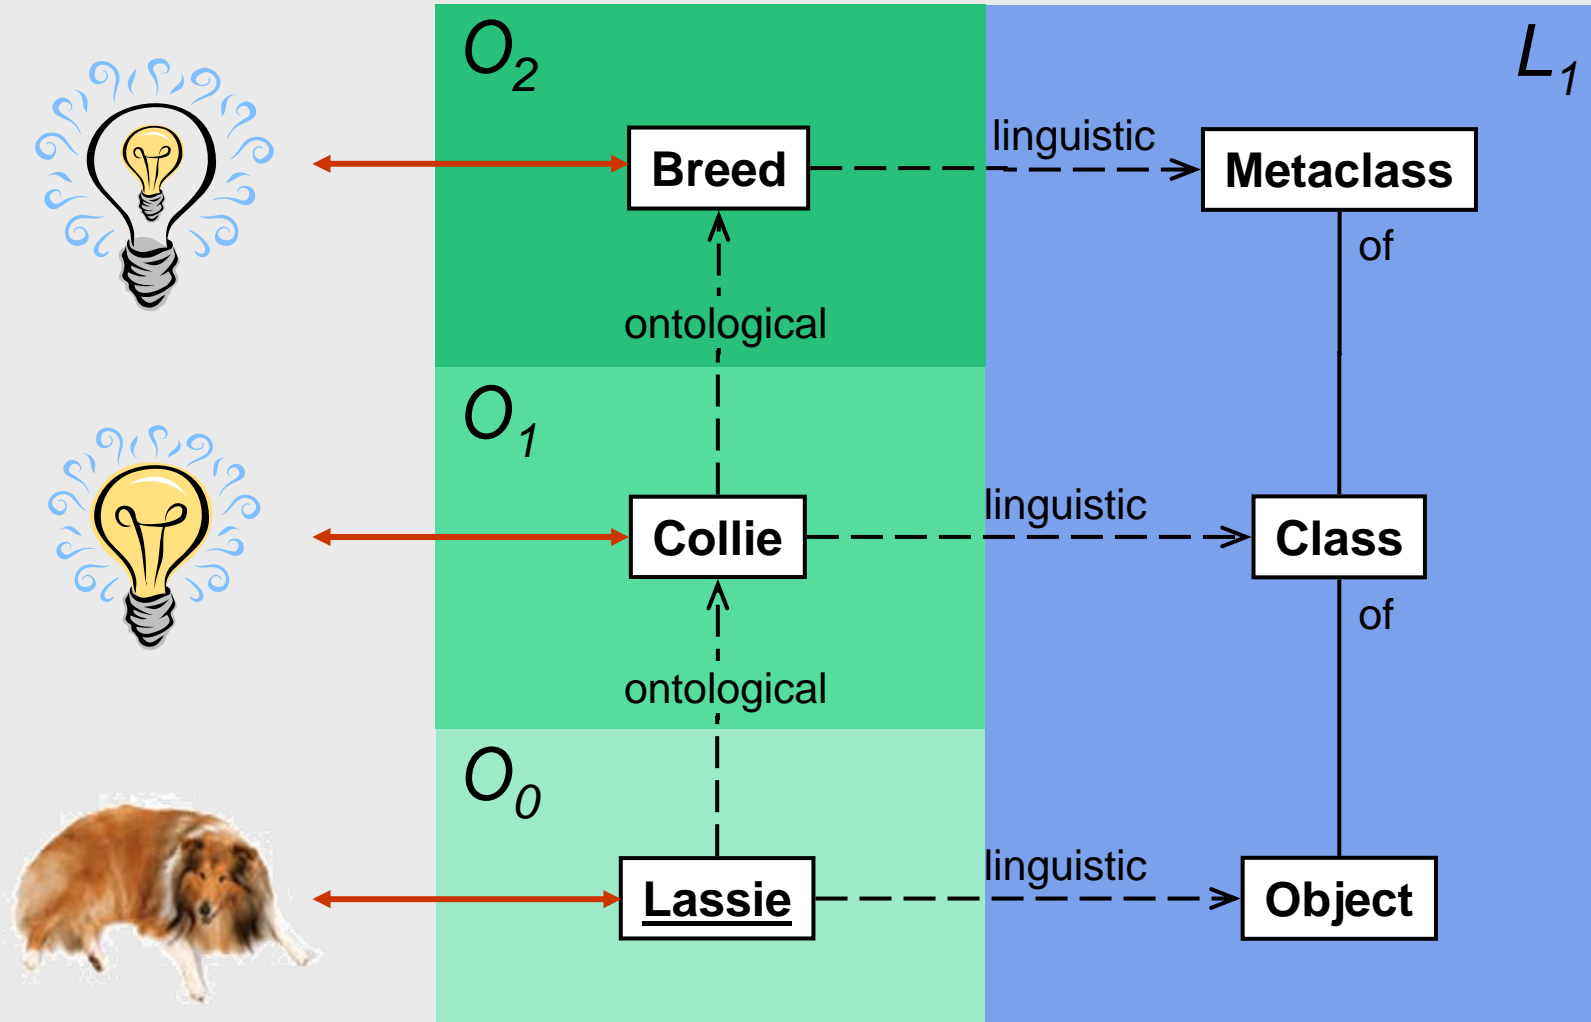 O₂
L₁
linguistic
Breed
Metaclass
of
ontological
O₁
linguistic
Collie
Class
of
ontological
O₀
linguistic
Lassie
Object